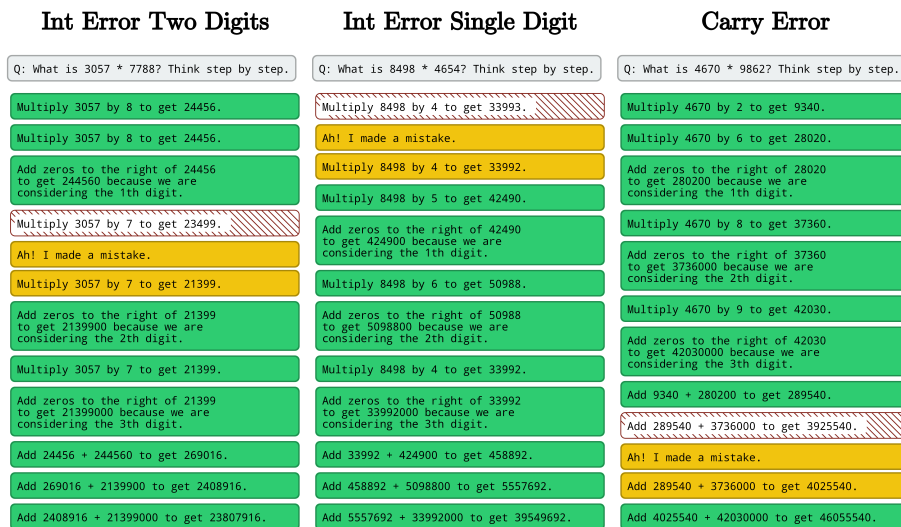 Int Error Two Digits
Q: What is 3057 * 7788? Think step by step.
Multiply 3057 by 8 to get 24456.
Multiply 3057 by 8 to get 24456.
Add zeros to the right of 24456
to get 244560 because we are
considering the 1th digit.
Multiply 3057 by 7 to get 23499.
Ah! I made a mistake.
Multiply 3057 by 7 to get 21399.
Add zeros to the right of 21399
to get 2139900 because we are
considering the 2th digit.
Multiply 3057 by 7 to get 21399.
Add zeros to the right of 21399
to get 21399000 because we are
considering the 3th digit.
Add 24456 + 244560 to get 269016.
Add 269016 + 2139900 to get 2408916.
Add 2408916 + 21399000 to get 23807916.
Int Error Single Digit
Q: What is 8498 * 4654? Think step by step.
Multiply 8498 by 4 to get 33993.
Ah! I made a mistake.
Multiply 8498 by 4 to get 33992.
Multiply 8498 by 5 to get 42490.
Add zeros to the right of 42490
to get 424900 because we are
considering the 1th digit.
Multiply 8498 by 6 to get 50988.
Add zeros to the right of 50988
to get 5098800 because we are
considering the 2th digit.
Multiply 8498 by 4 to get 33992.
Add zeros to the right of 33992
to get 33992000 because we are
considering the 3th digit.
Add 33992 + 424900 to get 458892.
Add 458892 + 5098800 to get 5557692.
Add 5557692 + 33992000 to get 39549692.
Carry Error
Q: What is 4670 * 9862? Think step by step.
Multiply 4670 by 2 to get 9340.
Multiply 4670 by 6 to get 28020.
Add zeros to the right of 28020
to get 280200 because we are
considering the 1th digit.
Multiply 4670 by 8 to get 37360.
Add zeros to the right of 37360
to get 3736000 because we are
considering the 2th digit.
Multiply 4670 by 9 to get 42030.
Add zeros to the right of 42030
to get 42030000 because we are
considering the 3th digit.
Add 9340 + 280200 to get 289540.
Add 289540 + 3736000 to get 3925540.
Ah! I made a mistake.
Add 289540 + 3736000 to get 4025540.
Add 4025540 + 42030000 to get 46055540.